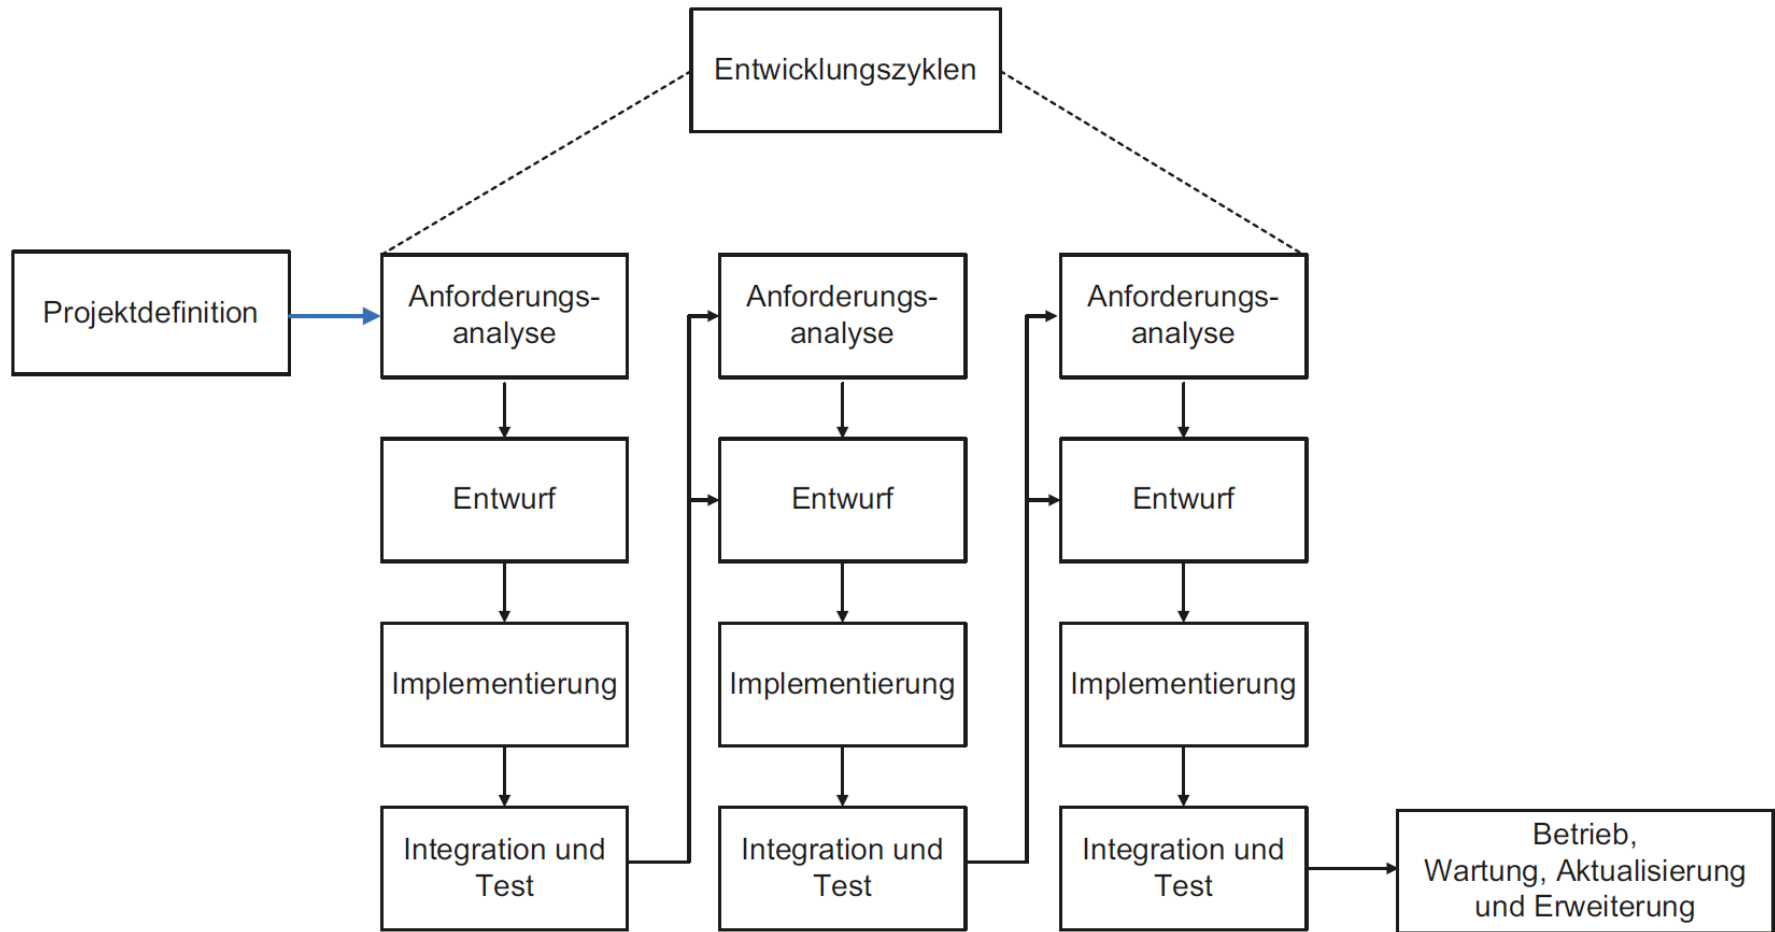 Entwicklungszyklen
Projektdefinition
Anforderungs-
analyse
Anforderungs-
analyse
Anforderungs-
analyse
Entwurf
Entwurf
Entwurf
Implementierung
Implementierung
Implementierung
Integration und
Test
Integration und
Test
Integration und
Test
Betrieb,
Wartung, Aktualisierung
und Erweiterung